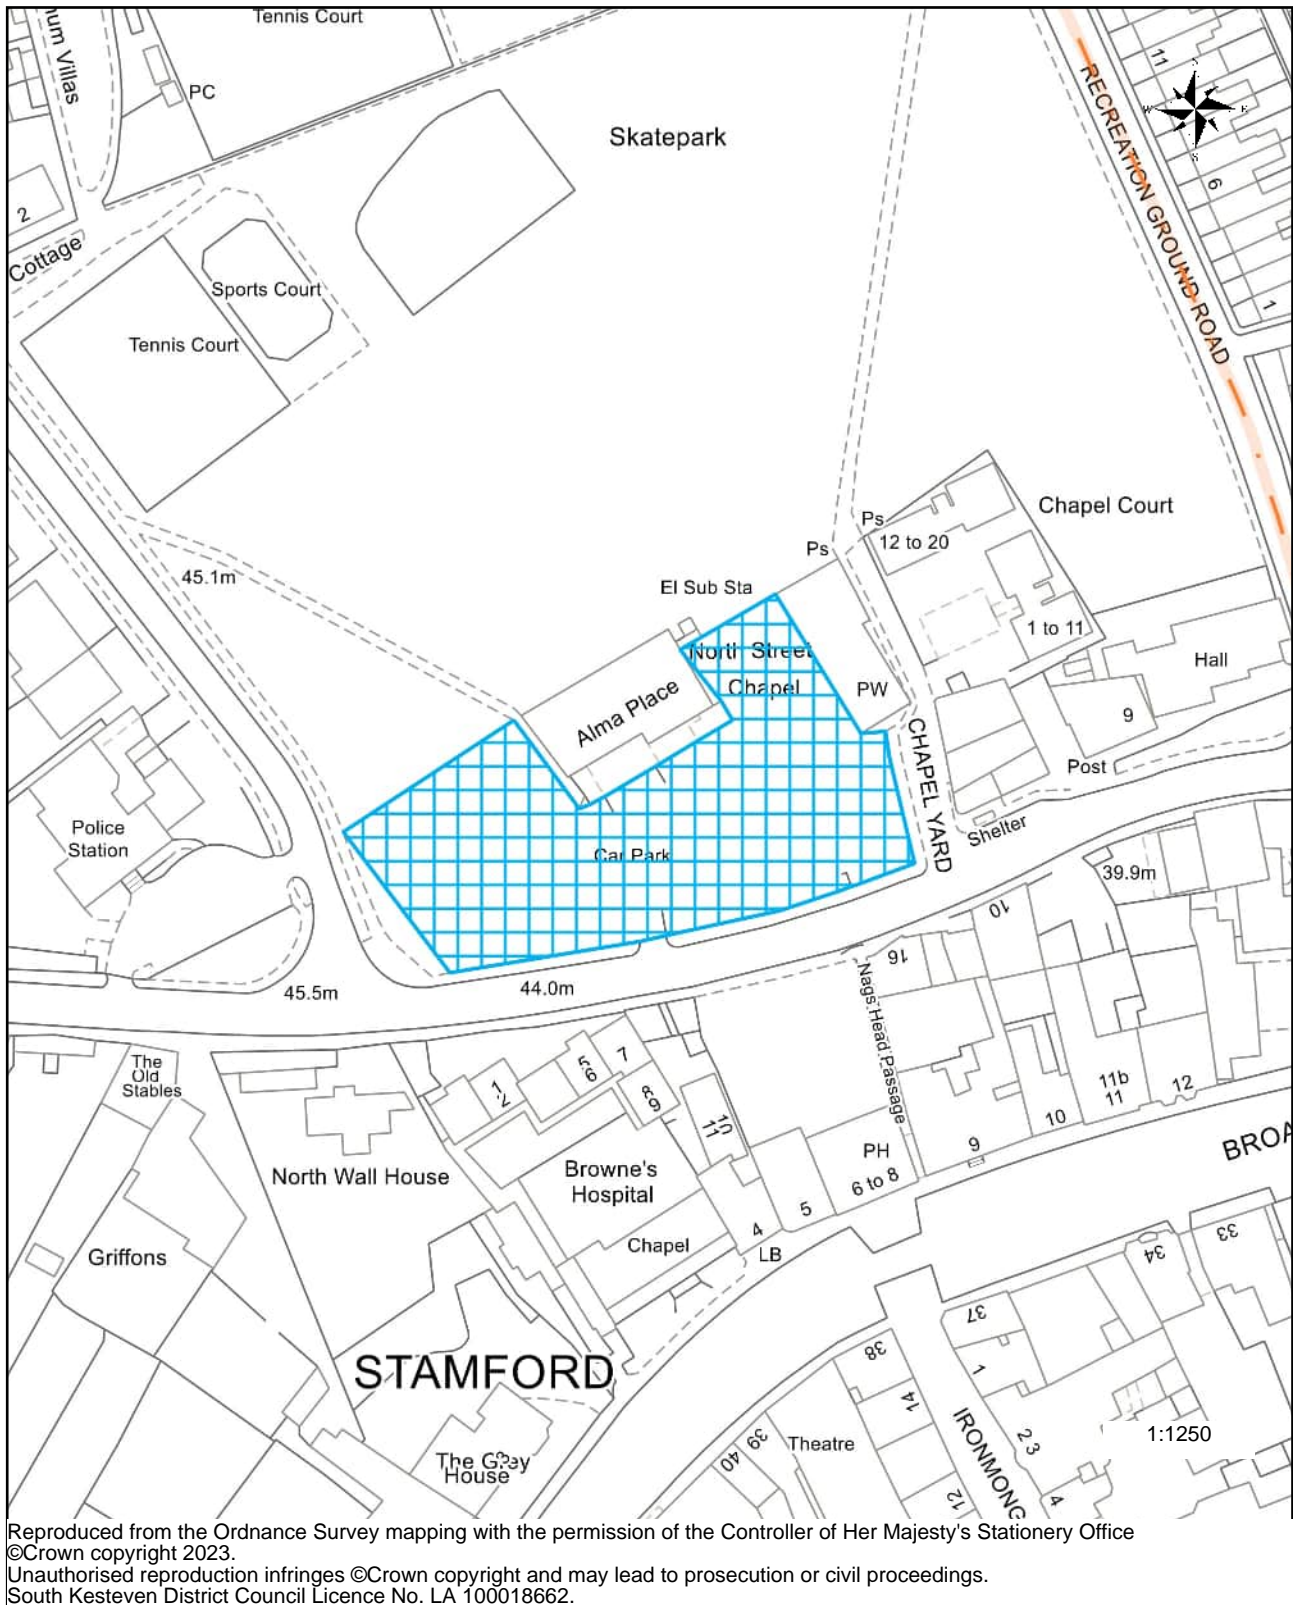 Tennis Court
num Villas
PC
11
N
W
E
S
Skatepark
RECREATION GROUND ROAD
6
2
Cottage
Sports Court
Tennis Court
1
Ps
Chapel Court
12 to 20
Ps
45.1m
El Sub Sta
1 to 11
North Street
Chapel
Hall
PW
Alma Place
9
CHAPEL YARD
Post
Police
Station
Shelter
Car Park
39.9m
10
16
45.5m
44.0m
Nags Head Passage
The
Old
Stables
7
5
6
1
2
8
9
11b
11
12
10
11
10
9
PH
6 to 8
BROA
North Wall House
Browne's
Hospital
5
4
Chapel
LB
Griffons
33
34
37
STAMFORD
38
1
14
IRONMONG
2
3
1:1250
39
40
Theatre
The Grey
House
12
4
Reproduced from the Ordnance Survey mapping with the permission of the Controller of Her Majesty's Stationery Office
©Crown copyright 2023.
Unauthorised reproduction infringes ©Crown copyright and may lead to prosecution or civil proceedings.
South Kesteven District Council Licence No. LA 100018662.